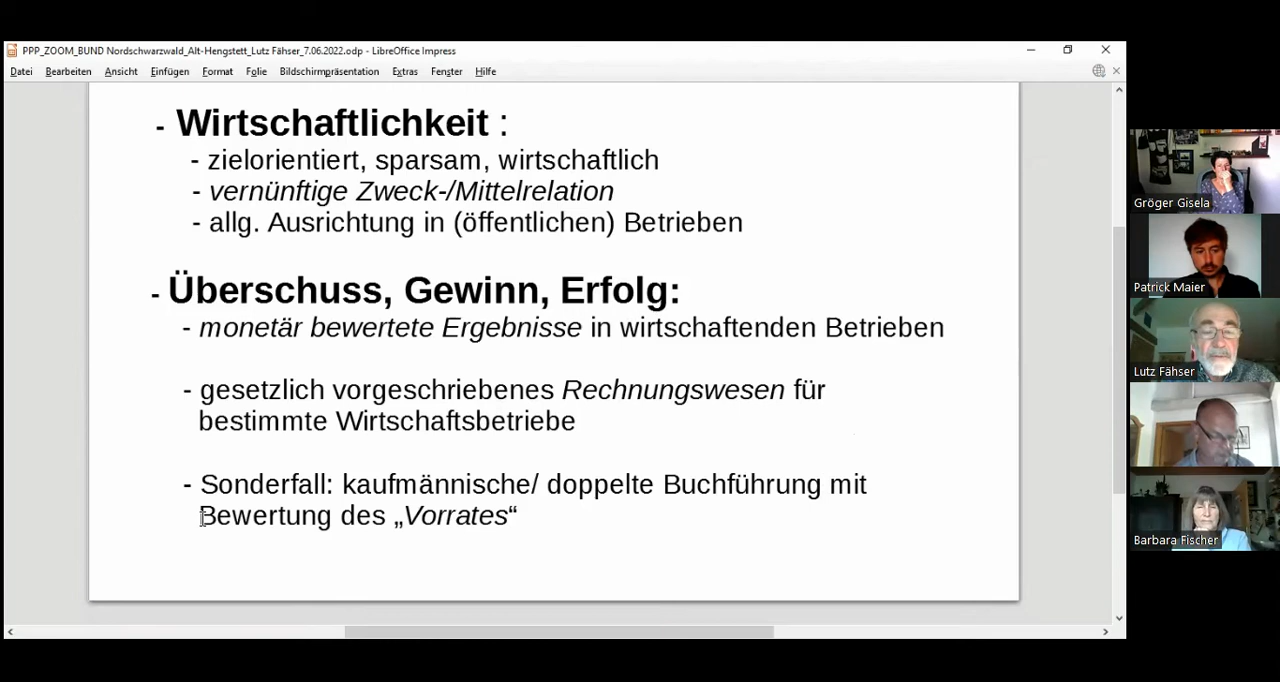 PPP_ZOOM_BUND Nordschwarzwald_Alt-Hengstett_Lutz Fähser_7.06.2022.odp - LibreOffice Impress
Datei Bearbeiten Ansicht Einfügen Format Folie Bildschirmpräsentation Extras Fenster Hilfe
- Wirtschaftlichkeit :
- zielorientiert, sparsam, wirtschaftlich
- vernünftige Zweck-/Mittelrelation
- allg. Ausrichtung in (öffentlichen) Betrieben
- Überschuss, Gewinn, Erfolg:
- monetär bewertete Ergebnisse in wirtschaftenden Betrieben
- gesetzlich vorgeschriebenes Rechnungswesen für
bestimmte Wirtschaftsbetriebe
- Sonderfall: kaufmännische/ doppelte Buchführung mit
Bewertung des „Vorrates“
Gröger Gisela
Patrick Maier
Lutz Fähser
Barbara Fischer